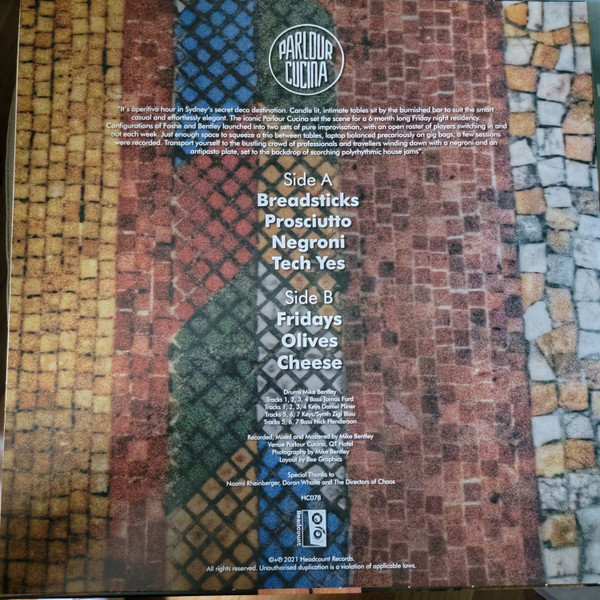 PARLOUR
CUCINA
"It's aperitivo hour in Sydney's secret deco destination. Candle lit, intimate tables sit by the burnished bar to suit the smart
casual and effortlessly elegant. The iconic Parlour Cucina set the scene for a 6 month long Friday night residency.
Configurations of Foshe and Bentley launched into two sets of pure improvisation, with an open roster of players switching in and
out each week. Just enough space to squeeze a trio between tables, laptop balanced precariously on gig bags, a few sessions
were recorded. Transport yourself to the bustling crowd of professionals and travellers winding down with a negroni and an
antipasto plate, set to the backdrop of scorching polyrhythmic house jams"
Side A
Breadsticks
Prosciutto
Negroni
Tech Yes
Side B
Fridays
Olives
Cheese
Drums Mike Bentley
Tracks 1, 2, 3, 4 Bass Tomas Ford
Tracks 1, 2, 3, 4 Keys Daniel Pliner
Tracks 5, 6, 7 Keys/Synth Zigi Blau
Tracks 5, 6, 7 Bass Nick Henderson
Recorded, Mixed and Mastered by Mike Bentley
Venue Parlour Cucina, QT Hotel
Photography by Mike Bentley
Layout by Bee Graphics
Special Thanks to
Naomi Rheinberger, Doron Whaite and The Directors of Chaos
HC078
Headcount
©+℗ 2021 Headcount Records.
All rights reserved. Unauthorised duplication is a violation of applicable laws.